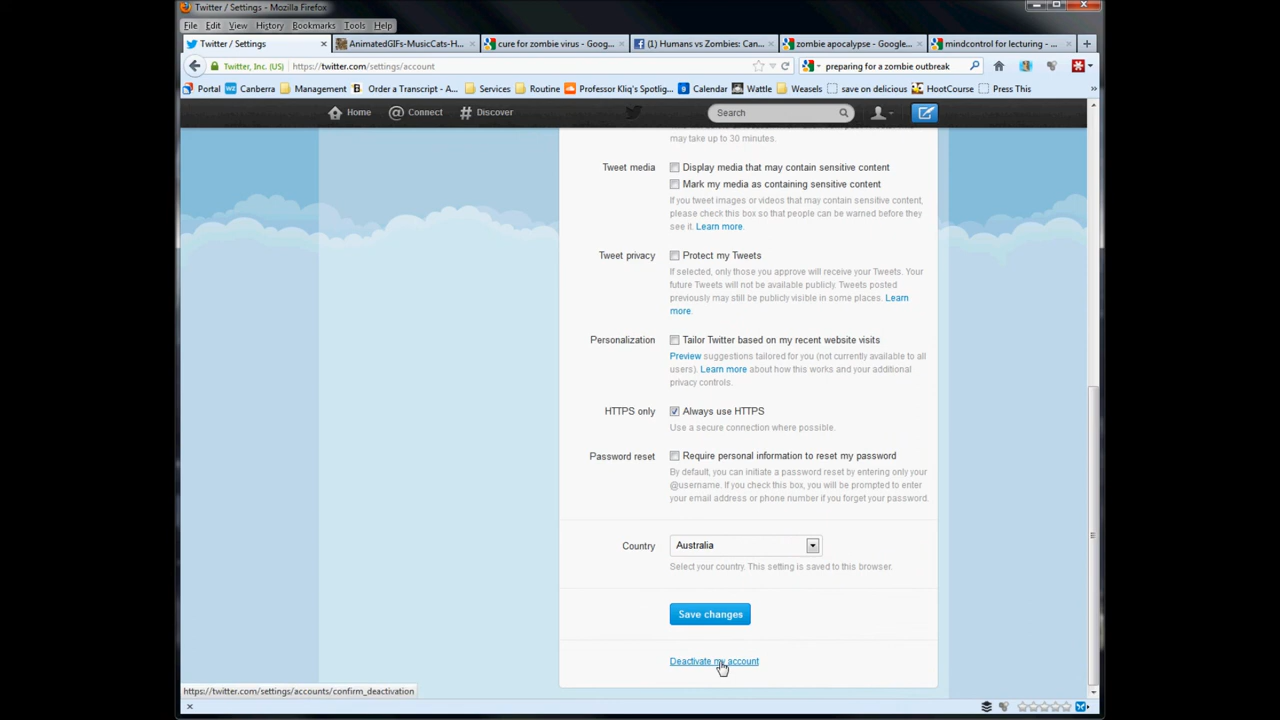 Twitter / Settings - Mozilla Firefox
File Edit View History Bookmarks Tools Help
Twitter / Settings × AnimatedGIFs-MusicCats-H... × cure for zombie virus - Goog... × (1) Humans vs Zombies: Can... × zombie apocalypse - Google... × mindcontrol for lecturing - ... × +
Twitter, Inc. (US) https://twitter.com/settings/account preparing for a zombie outbreak
Portal Canberra Management Order a Transcript - A... Services Routine Professor Kliq's Spotlig... Calendar Wattle Weasels save on delicious HootCourse Press This »
Home @ Connect # Discover Search
may take up to 30 minutes.
Tweet media Display media that may contain sensitive content
Mark my media as containing sensitive content
If you tweet images or videos that may contain sensitive content,
please check this box so that people can be warned before they
see it. Learn more.
Tweet privacy Protect my Tweets
If selected, only those you approve will receive your Tweets. Your
future Tweets will not be available publicly. Tweets posted
previously may still be publicly visible in some places. Learn
more.
Personalization Tailor Twitter based on my recent website visits
Preview suggestions tailored for you (not currently available to all
users). Learn more about how this works and your additional
privacy controls.
HTTPS only Always use HTTPS
Use a secure connection where possible.
Password reset Require personal information to reset my password
By default, you can initiate a password reset by entering only your
@username. If you check this box, you will be prompted to enter
your email address or phone number if you forget your password.
Country Australia
Select your country. This setting is saved to this browser.
Save changes
Deactivate my account
https://twitter.com/settings/accounts/confirm_deactivation
×